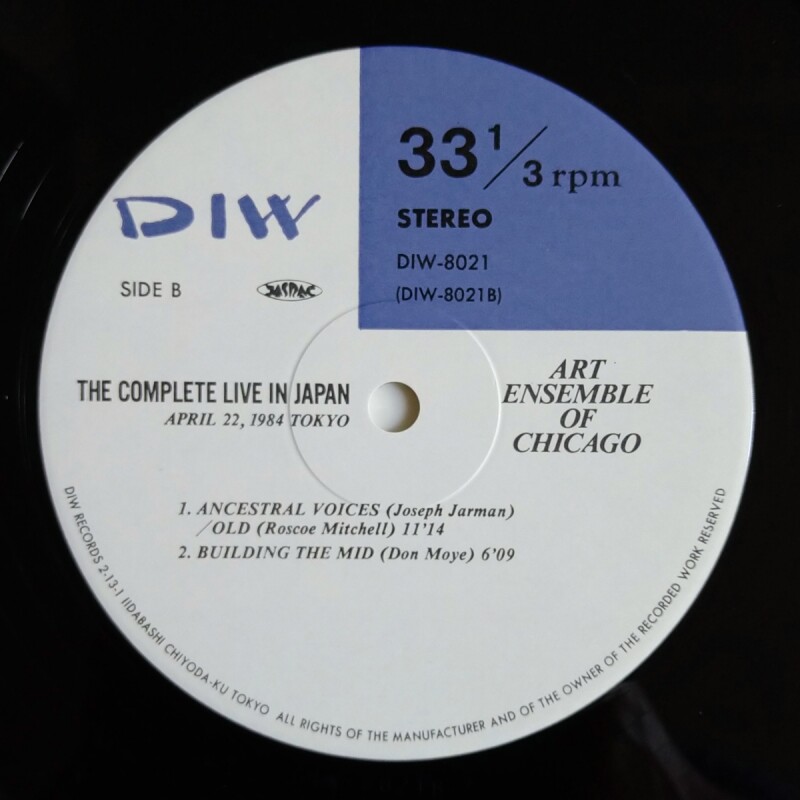 33 1/3 rpm
STEREO
DIW
DIW-8021
(DIW-8021B)
SIDE B
JASRAC
THE COMPLETE LIVE IN JAPAN
APRIL 22, 1984 TOKYO
ART
ENSEMBLE
OF
CHICAGO
1. ANCESTRAL VOICES (Joseph Jarman)
/OLD (Roscoe Mitchell) 11'14
2. BUILDING THE MID (Don Moye) 6'09
DIW RECORDS 2-13-1 IIDABASHI CHIYODA-KU TOKYO ALL RIGHTS OF THE MANUFACTURER AND OF THE OWNER OF THE RECORDED WORK RESERVED